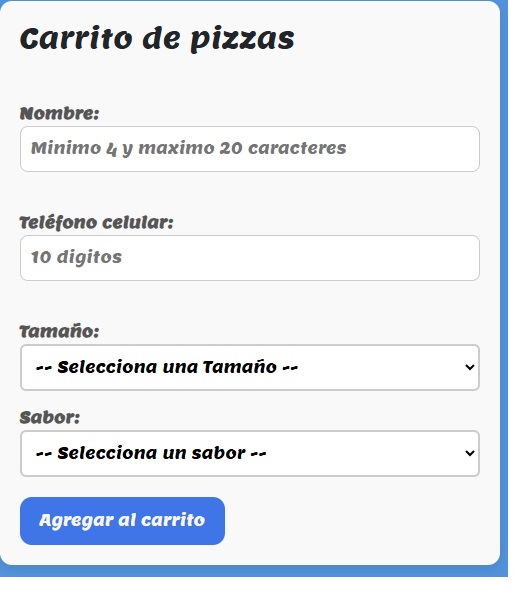 Carrito de pizzas
Nombre:
Minimo 4 y maximo 20 caracteres
Teléfono celular:
10 digitos
Tamaño:
-- Selecciona una Tamaño --
Sabor:
-- Selecciona un sabor --
Agregar al carrito